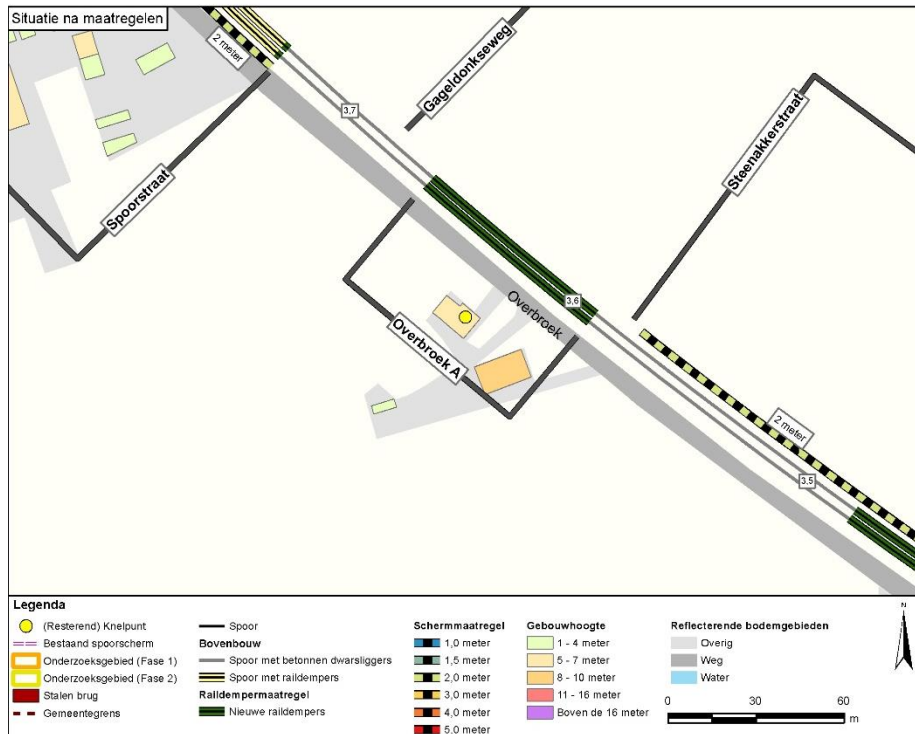 Situatie na maatregelen
2 meter
Gageldonkseweg
3,7
Steenakkerstraat
Spoorstraat
3,6
Overbroek
Overbroek A
2 meter
3,5
Legenda
(Resterend) Knelpunt
Bestaand spoorscherm
Onderzoeksgebied (Fase 1)
Onderzoeksgebied (Fase 2)
Stalen brug
Gemeentegrens
Spoor
Bovenbouw
Spoor met betonnen dwarsliggers
Spoor met raildempers
Raildempermaatregel
Nieuwe raildempers
Schermmaatregel
1,0 meter
1,5 meter
2,0 meter
3,0 meter
4,0 meter
5,0 meter
Gebouwhoogte
1 - 4 meter
5 - 7 meter
8 - 10 meter
11 - 16 meter
Boven de 16 meter
Reflecterende bodemgebieden
Overig
Weg
Water
N
0 30 60
m